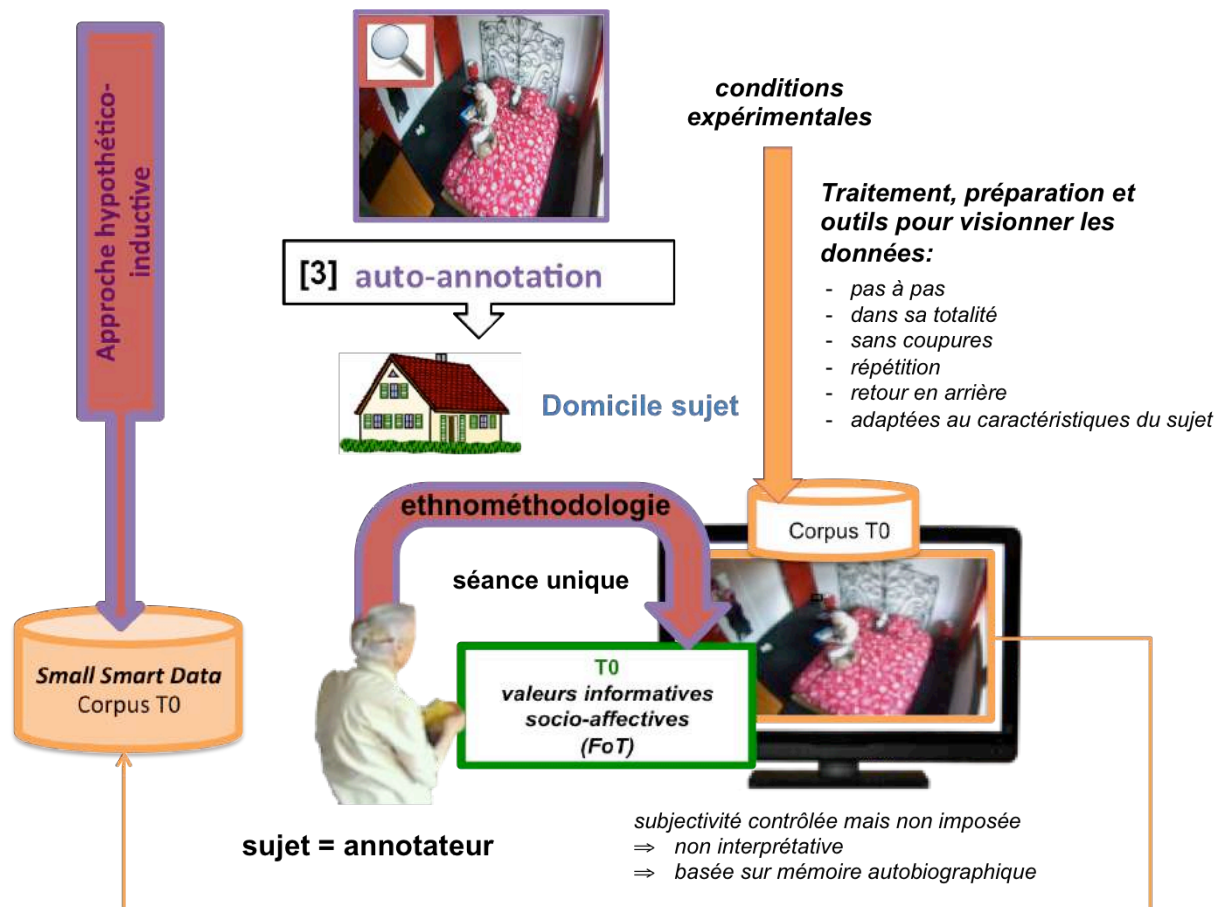 Approche hypothético-
inductive
conditions
expérimentales
Traitement, préparation et
outils pour visionner les
données:
- pas à pas
- dans sa totalité
- sans coupures
- répétition
- retour en arrière
- adaptées au caractéristiques du sujet
[3] auto-annotation
Domicile sujet
ethnométhodologie
séance unique
Corpus T0
Small Smart Data
Corpus T0
T0
valeurs informatives
socio-affectives
(FoT)
sujet = annotateur
subjectivité contrôlée mais non imposée
⇒ non interprétative
⇒ basée sur mémoire autobiographique